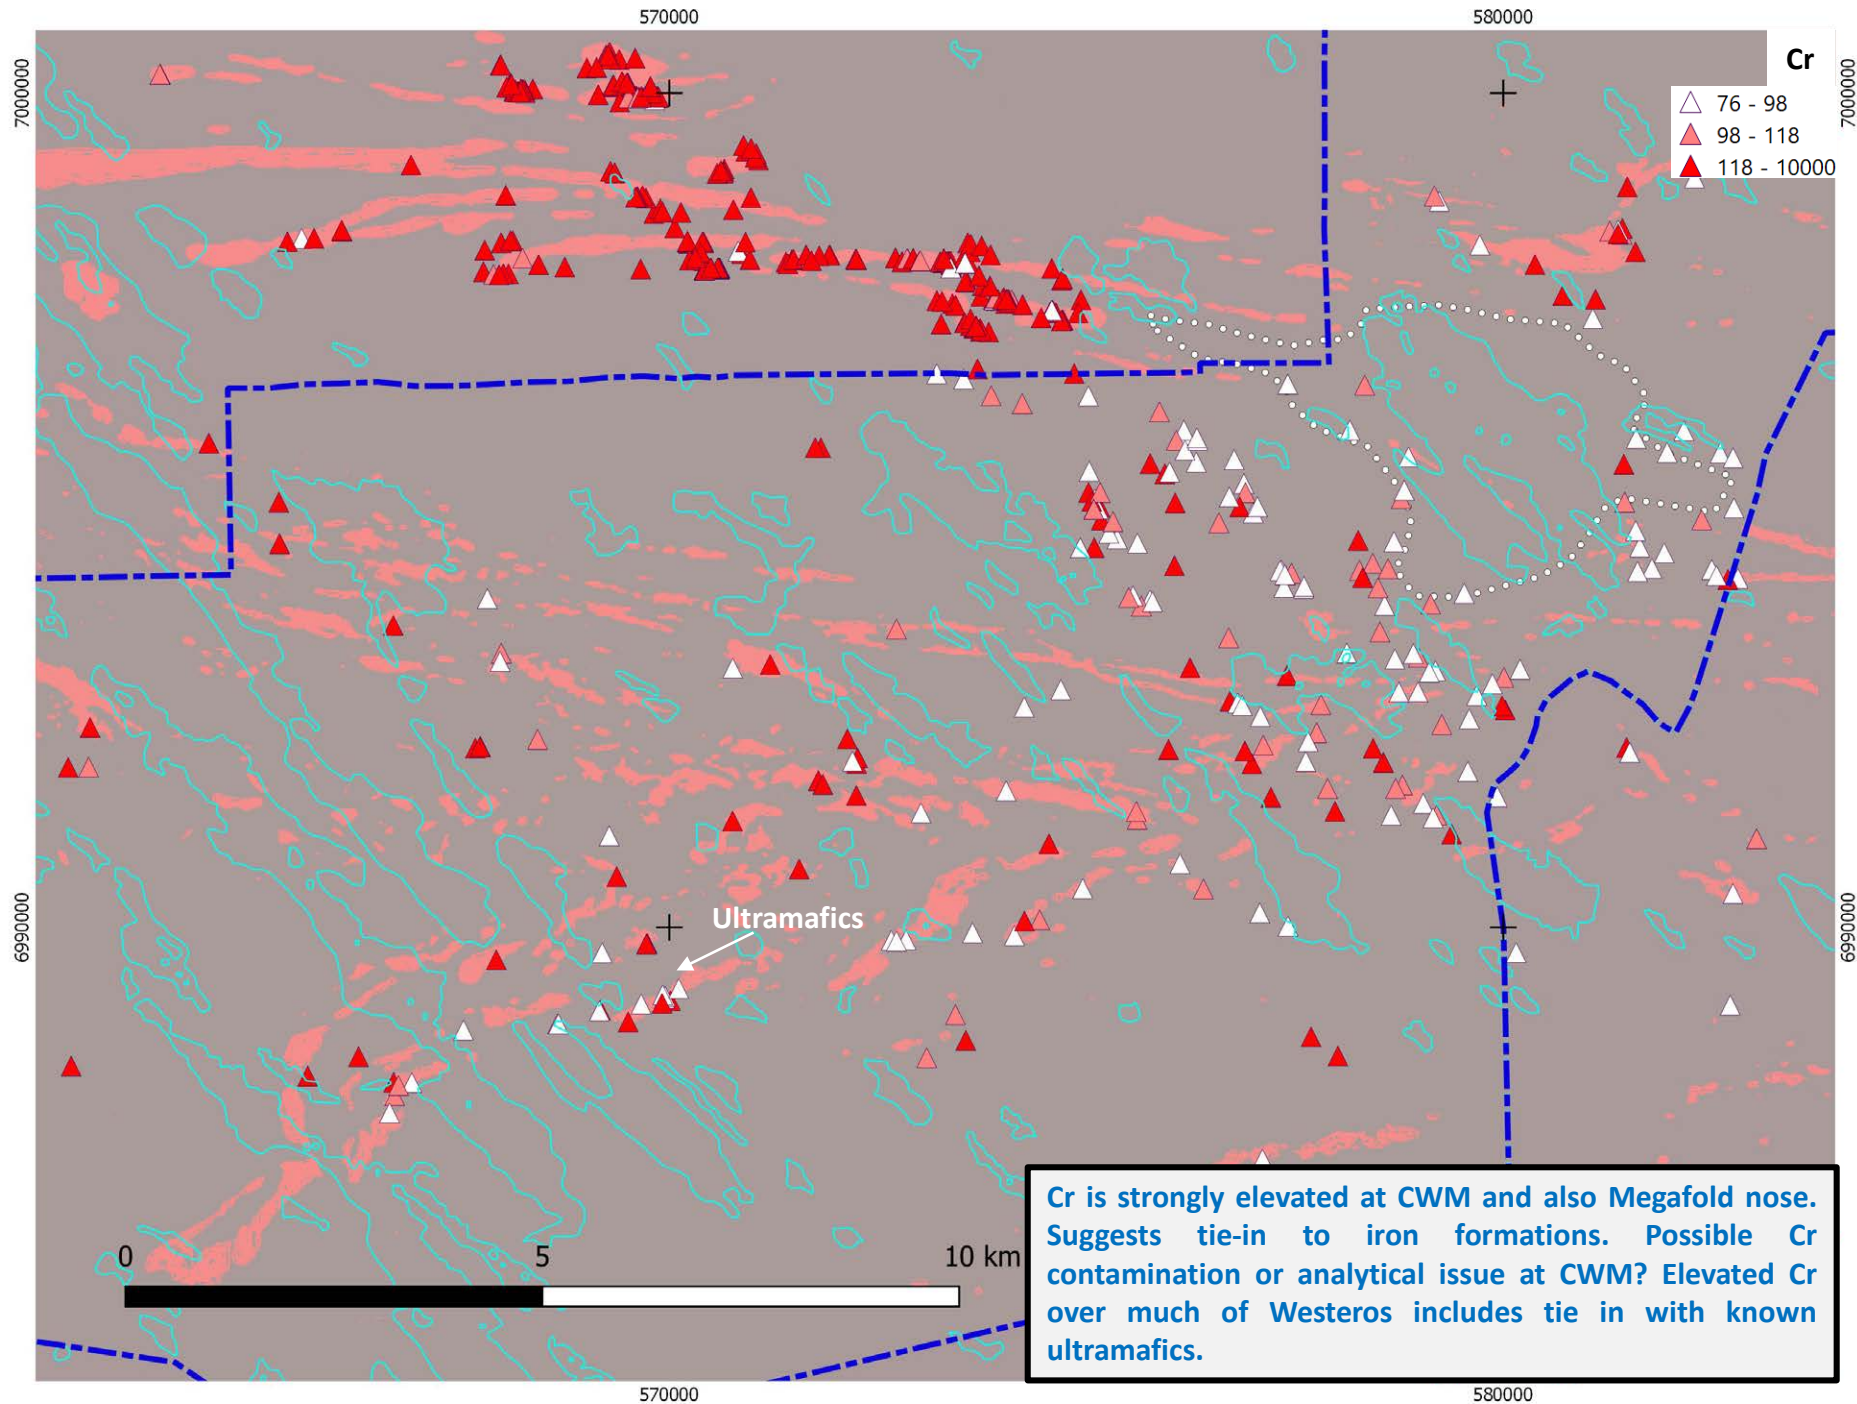 570000
580000
7000000
7000000
Cr
76 - 98
98 - 118
118 - 10000
6990000
6990000
Ultramafics
0
5
10 km
Cr is strongly elevated at CWM and also Megafold nose.
Suggests tie-in to iron formations. Possible Cr
contamination or analytical issue at CWM? Elevated Cr
over much of Westeros includes tie in with known
ultramafics.
570000
580000